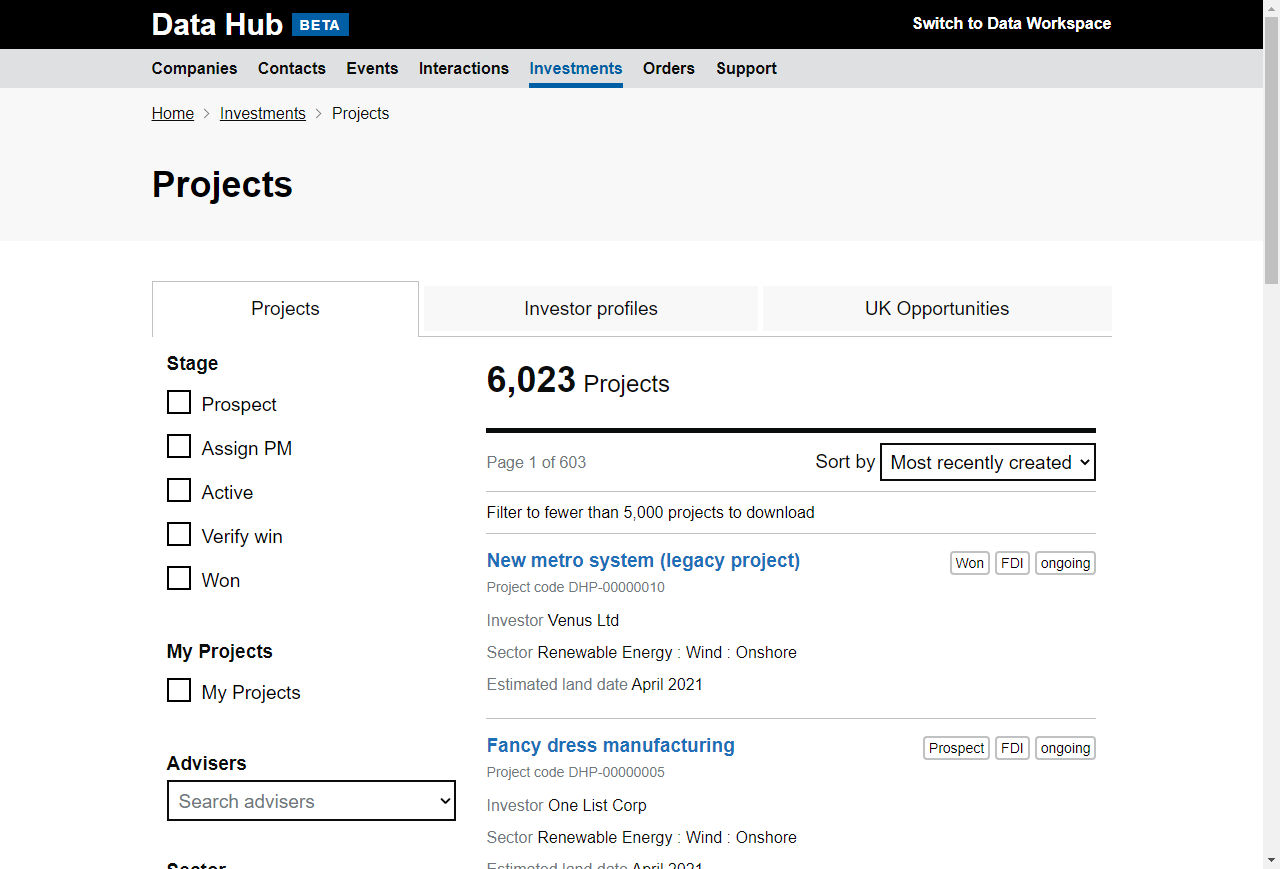 Data Hub BETA
Switch to Data Workspace
Companies Contacts Events Interactions Investments Orders Support
Home Investments Projects
Projects
Projects Investor profiles UK Opportunities
Stage
Prospect
Assign PM
Active
Verify win
Won
My Projects
My Projects
Advisers
Search advisers
Sector
6,023 Projects
Page 1 of 603
Sort by Most recently created
Filter to fewer than 5,000 projects to download
New metro system (legacy project)
Won FDI ongoing
Project code DHP-00000010
Investor Venus Ltd
Sector Renewable Energy : Wind : Onshore
Estimated land date April 2021
Fancy dress manufacturing
Prospect FDI ongoing
Project code DHP-00000005
Investor One List Corp
Sector Renewable Energy : Wind : Onshore
Estimated land date April 2021